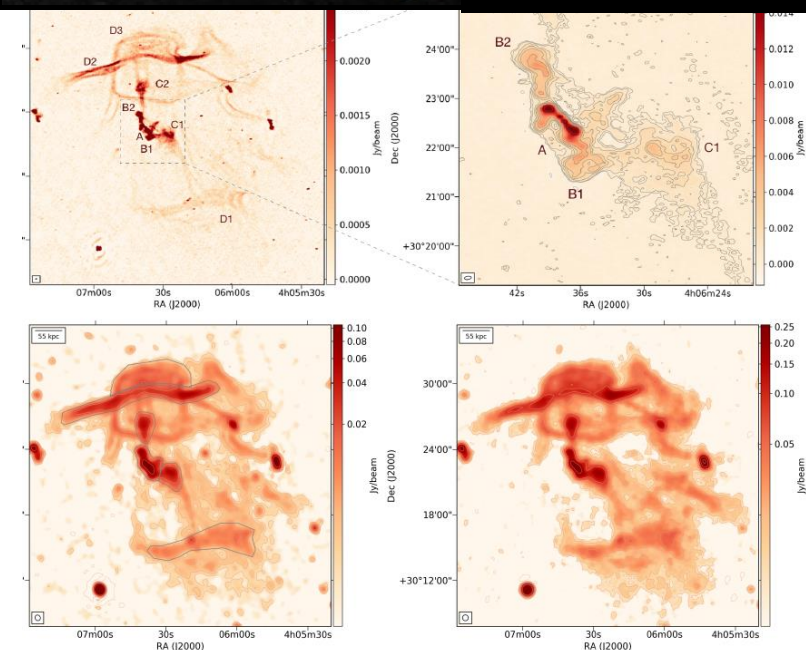 D3
D2
C2
B2
C1
A
B1
D1
0.0020
0.0015
0.0010
0.0005
0.0000
Jy/beam
07m00s 30s 06m00s 4h05m30s
RA (J2000)
Dec (J2000)
24'00"
23'00"
22'00"
21'00"
+30°20'00"
B2
A
B1
C1
42s 36s 30s 4h06m24s
RA (J2000)
0.014
0.012
0.010
0.008
0.006
0.004
0.002
0.000
Jy/beam
55 kpc
0.10
0.08
0.06
0.04
0.02
Jy/beam
07m00s 30s 06m00s 4h05m30s
RA (J2000)
Dec (J2000)
30'00"
24'00"
18'00"
+30°12'00"
55 kpc
0.25
0.20
0.15
0.10
0.05
Jy/beam
07m00s 30s 06m00s 4h05m30s
RA (J2000)